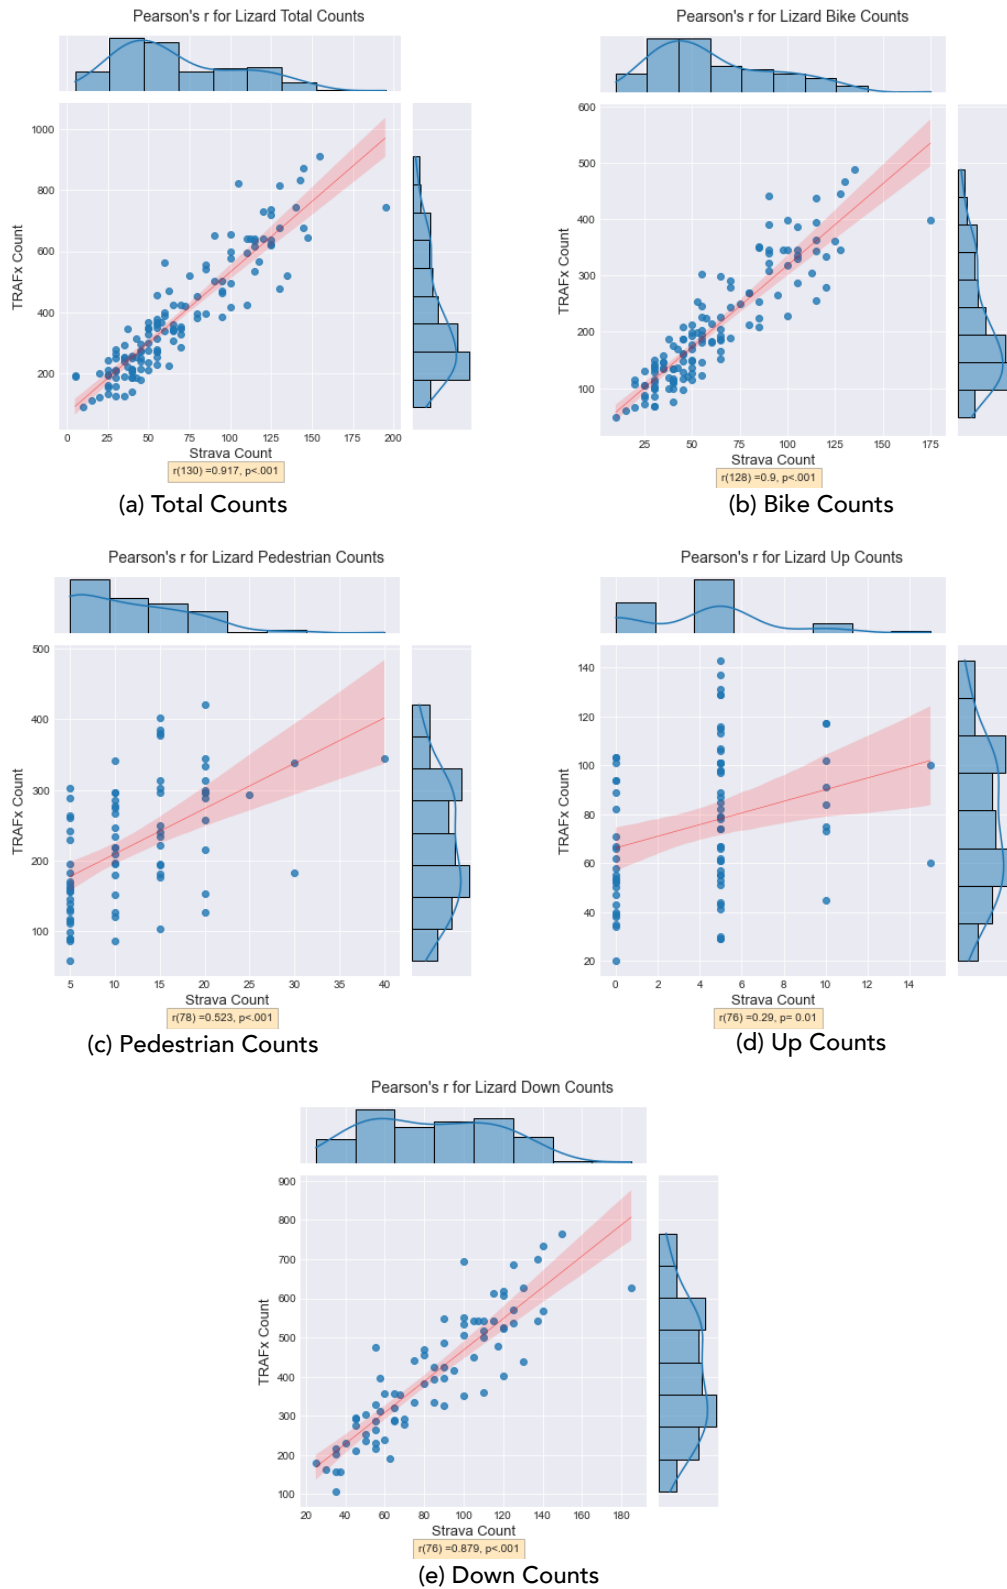 Pearson's r for Lizard Total Counts
1000
800
600
400
200
TRAFx Count
0 25 50 75 100 125 150 175 200
Strava Count
r(130) =0.917, p<.001
(a) Total Counts
Pearson's r for Lizard Bike Counts
600
500
400
300
200
100
TRAFx Count
25 50 75 100 125 150 175
Strava Count
r(128) =0.9, p<.001
(b) Bike Counts
Pearson's r for Lizard Pedestrian Counts
500
400
300
200
100
TRAFx Count
5 10 15 20 25 30 35 40
Strava Count
r(78) =0.523, p<.001
(c) Pedestrian Counts
Pearson's r for Lizard Up Counts
140
120
100
80
60
40
20
TRAFx Count
0 2 4 6 8 10 12 14
Strava Count
r(76) =0.29, p= 0.01
(d) Up Counts
Pearson's r for Lizard Down Counts
900
800
700
600
500
400
300
200
100
TRAFx Count
20 40 60 80 100 120 140 160 180
Strava Count
r(76) =0.879, p<.001
(e) Down Counts